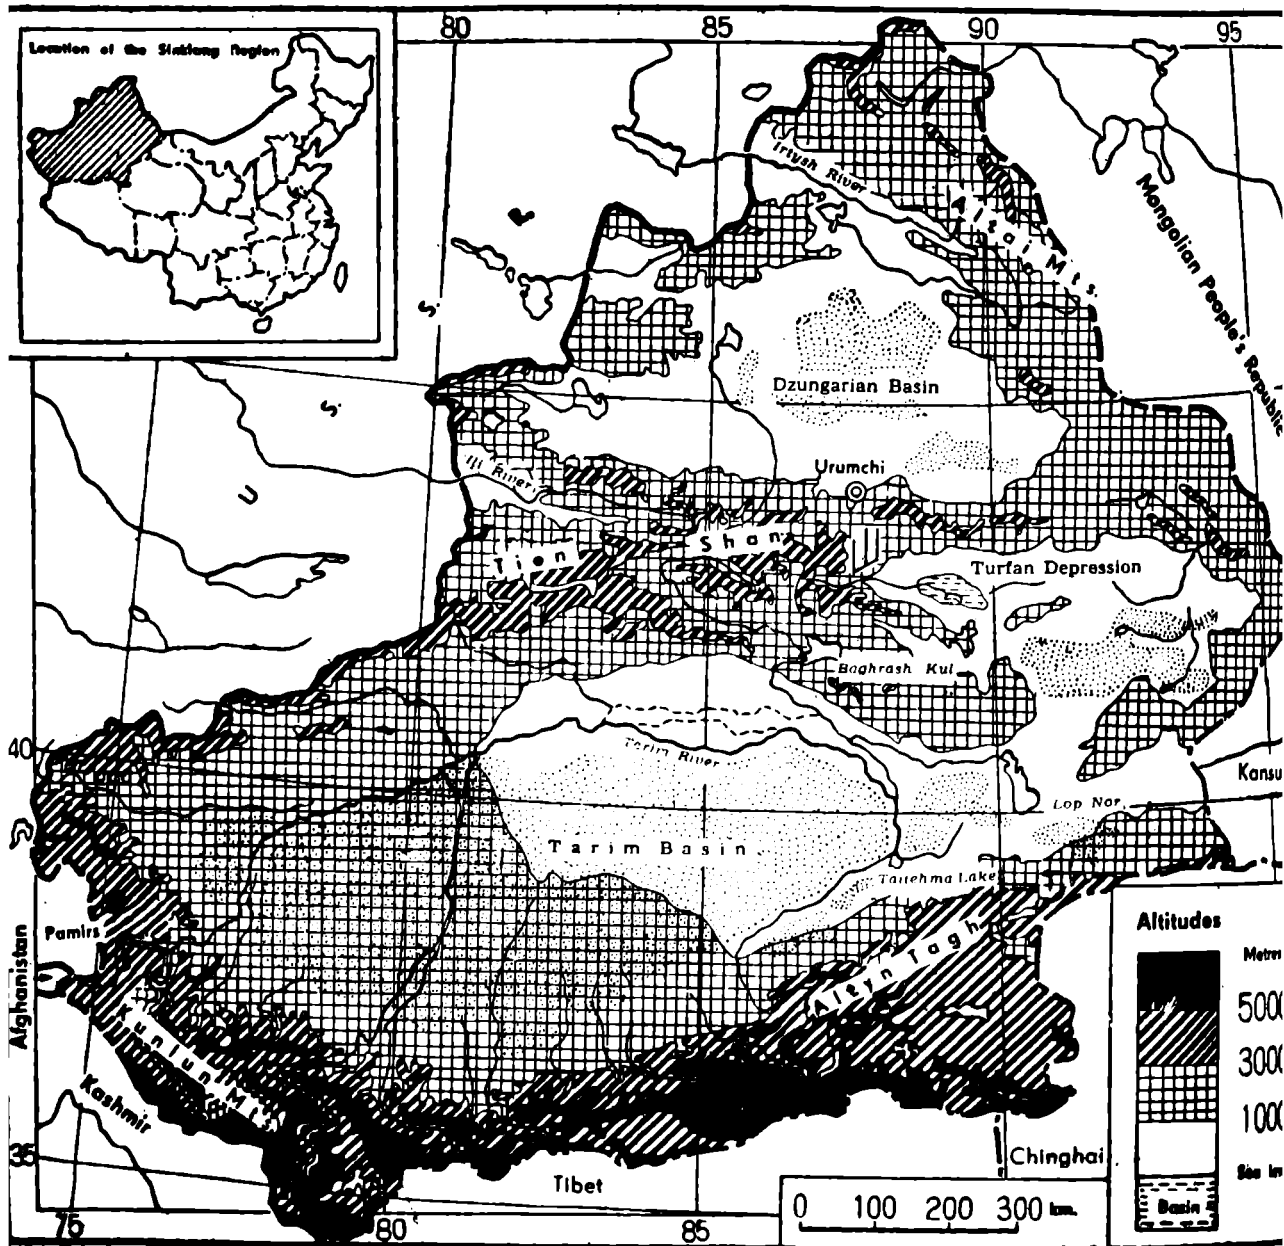 80
85
90
95
Location of the Sinkiang Region
Irtysh River
Altai Mts.
Mongolian People's Republic
S.
S.
U
Dzungarian Basin
Urumchi
Ili River
Tien Shan
Turfan Depression
Baghrash Kul
40
Tarim River
Kansu
Lop Nor
Tarim Basin
Taitehma Lake
Altyn Tagh
Pamirs
Afghanistan
Kunlun Mts.
Kashmir
35
Tibet
Chinghai
75
80
85
0 100 200 300 km.
Altitudes
Metres
5000
3000
1000
Basin